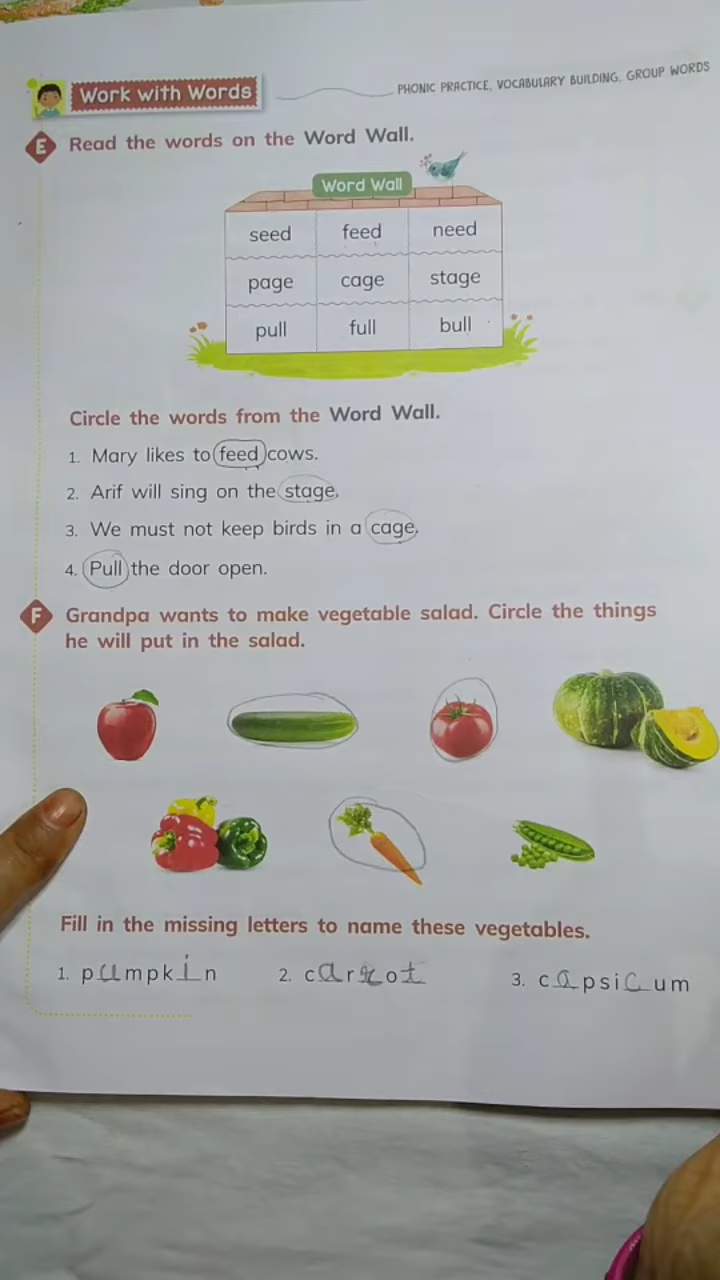 Work with Words
PHONIC PRACTICE, VOCABULARY BUILDING, GROUP WORDS
E Read the words on the Word Wall.
Word Wall
seed feed need
page cage stage
pull full bull
Circle the words from the Word Wall.
1. Mary likes to feed cows.
2. Arif will sing on the stage.
3. We must not keep birds in a cage.
4. Pull the door open.
F Grandpa wants to make vegetable salad. Circle the things
he will put in the salad.
Fill in the missing letters to name these vegetables.
1. pumpkin 2. carrot 3. capsicum